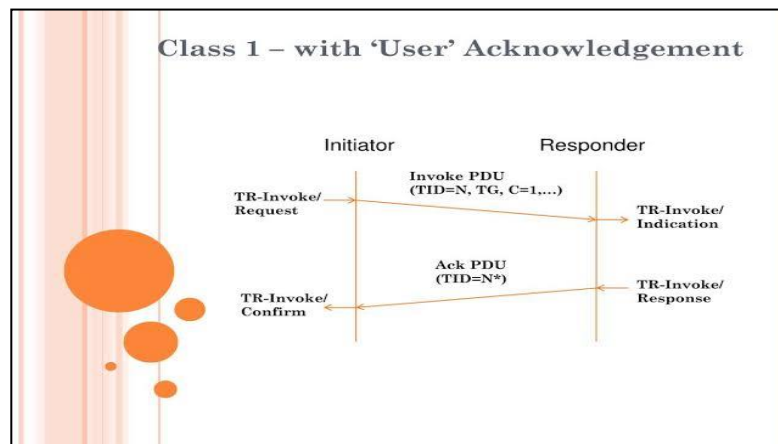 Class 1 – with ‘User’ Acknowledgement
Initiator
Responder
Invoke PDU
(TID=N, TG, C=1,...)
TR-Invoke/
Request
TR-Invoke/
Indication
Ack PDU
(TID=N*)
TR-Invoke/
Response
TR-Invoke/
Confirm